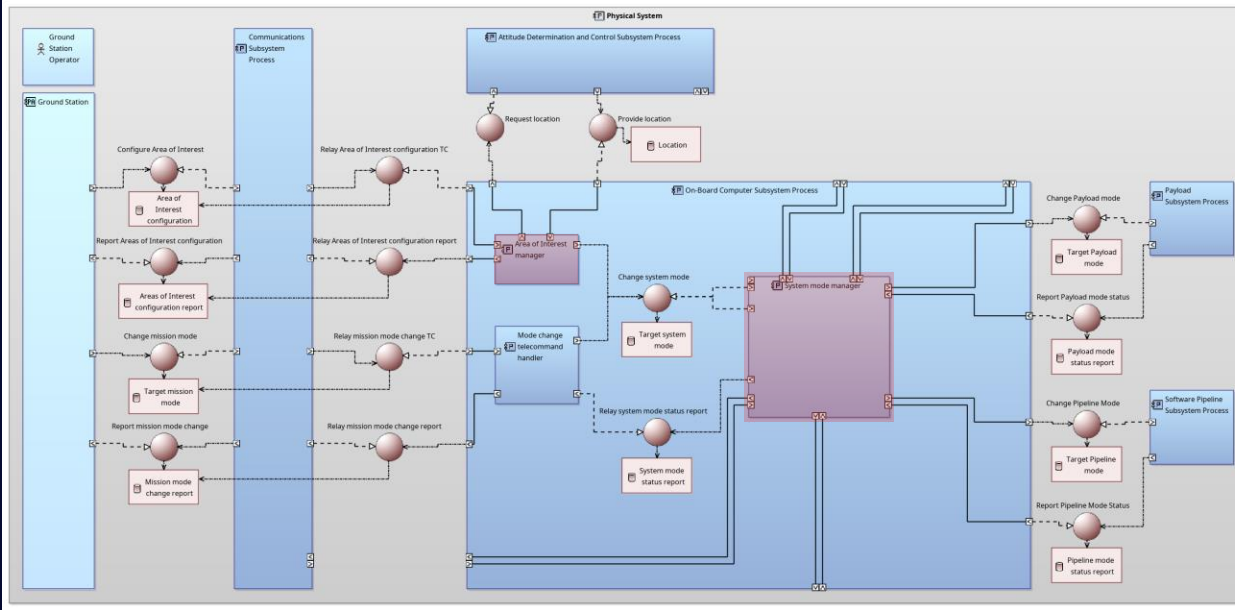 Physical System
Ground
Station
Operator
Communications
Subsystem
Process
Attitude Determination and Control Subsystem Process
Ground Station
Request location
Provide location
Location
Configure Area of Interest
Relay Area of Interest configuration TC
Area of
Interest
configuration
On-Board Computer Subsystem Process
Change Payload mode
Payload
Subsystem Process
Target Payload
mode
Report Areas of Interest configuration
Relay Areas of Interest configuration report
Area of Interest
manager
Areas of Interest
configuration report
Change system mode
System mode manager
Target system
mode
Report Payload mode status
Payload mode
status report
Change mission mode
Relay mission mode change TC
Mode change
telecommand
handler
Target mission
mode
Change Pipeline Mode
Software Pipeline
Subsystem Process
Target Pipeline
mode
Report mission mode change
Relay mission mode change report
Relay system mode status report
Mission mode
change report
System mode
status report
Report Pipeline Mode Status
Pipeline mode
status report